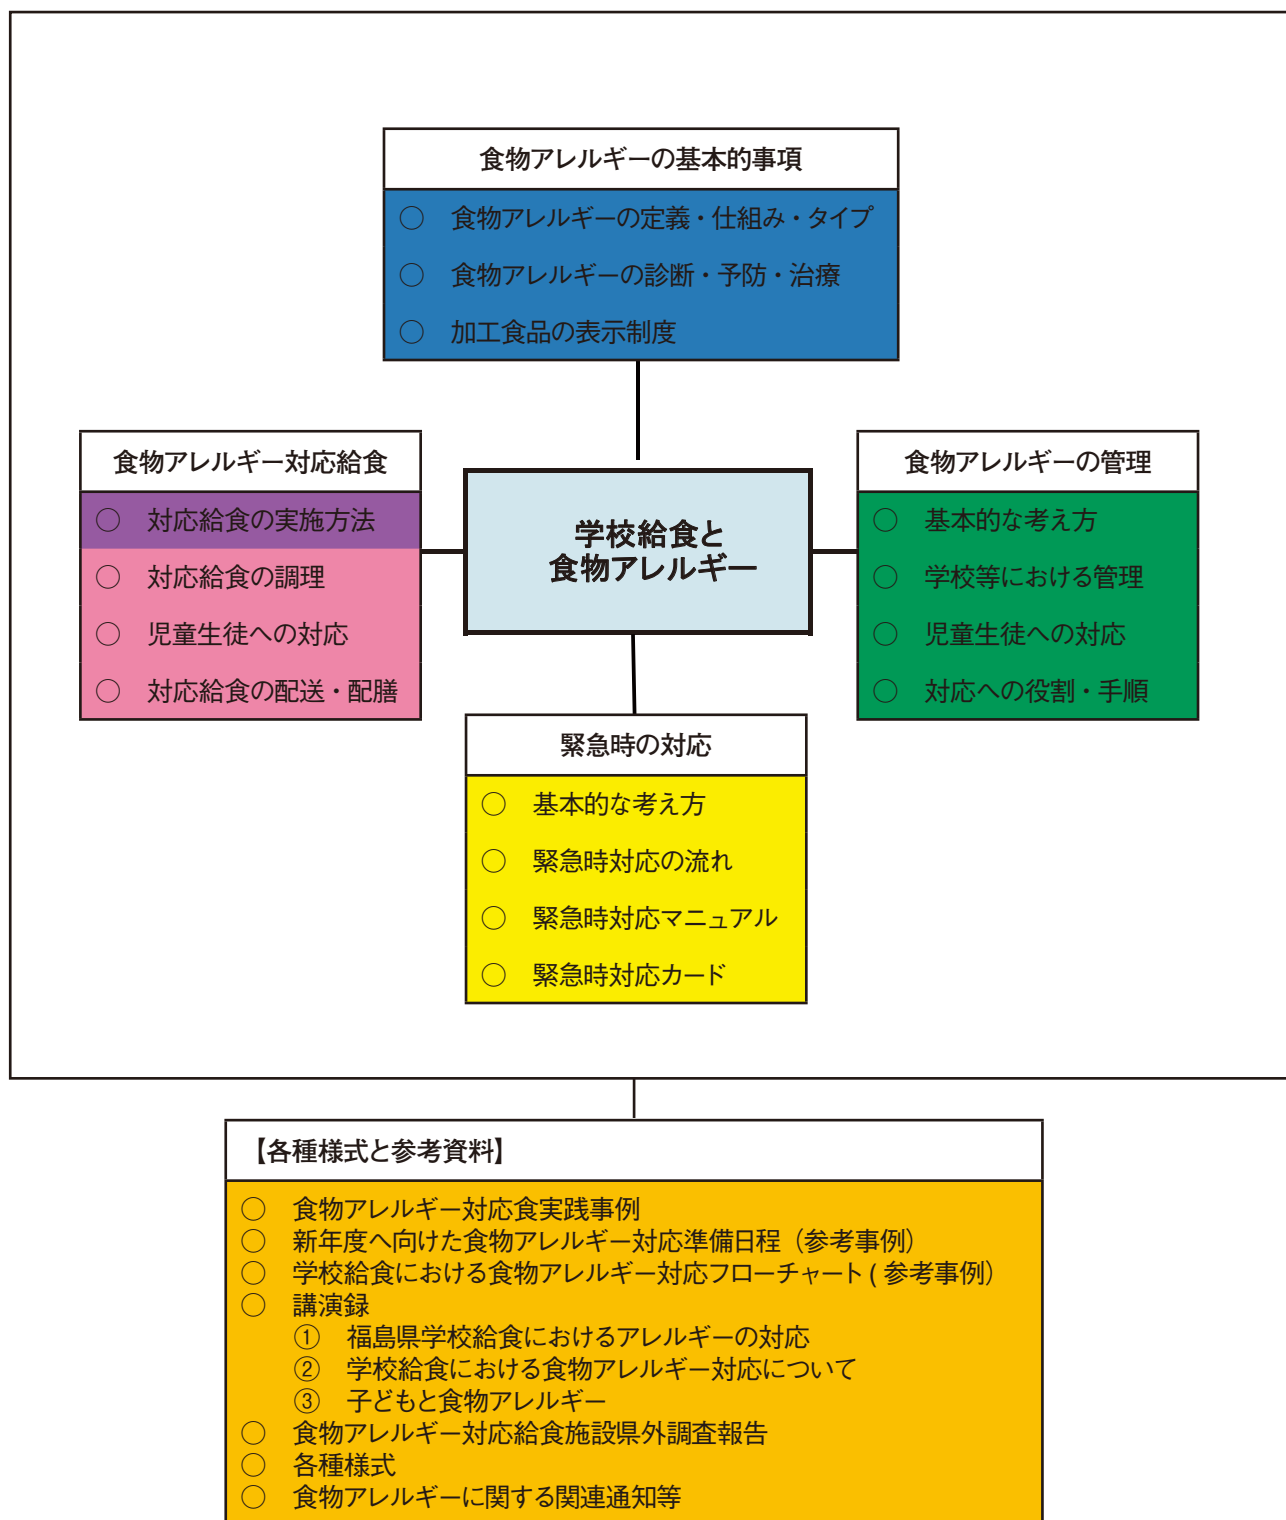 食物アレルギーの基本的事項
○ 食物アレルギーの定義・仕組み・タイプ
○ 食物アレルギーの診断・予防・治療
○ 加工食品の表示制度
食物アレルギー対応給食
○ 対応給食の実施方法
○ 対応給食の調理
○ 児童生徒への対応
○ 対応給食の配送・配膳
学校給食と
食物アレルギー
食物アレルギーの管理
○ 基本的な考え方
○ 学校等における管理
○ 児童生徒への対応
○ 対応への役割・手順
緊急時の対応
○ 基本的な考え方
○ 緊急時対応の流れ
○ 緊急時対応マニュアル
○ 緊急時対応カード
【各種様式と参考資料】
○ 食物アレルギー対応食実践事例
○ 新年度へ向けた食物アレルギー対応準備日程（参考事例）
○ 学校給食における食物アレルギー対応フローチャート ( 参考事例）
○ 講演録
① 福島県学校給食におけるアレルギーの対応
② 学校給食における食物アレルギー対応について
③ 子どもと食物アレルギー
○ 食物アレルギー対応給食施設県外調査報告
○ 各種様式
○ 食物アレルギーに関する関連通知等